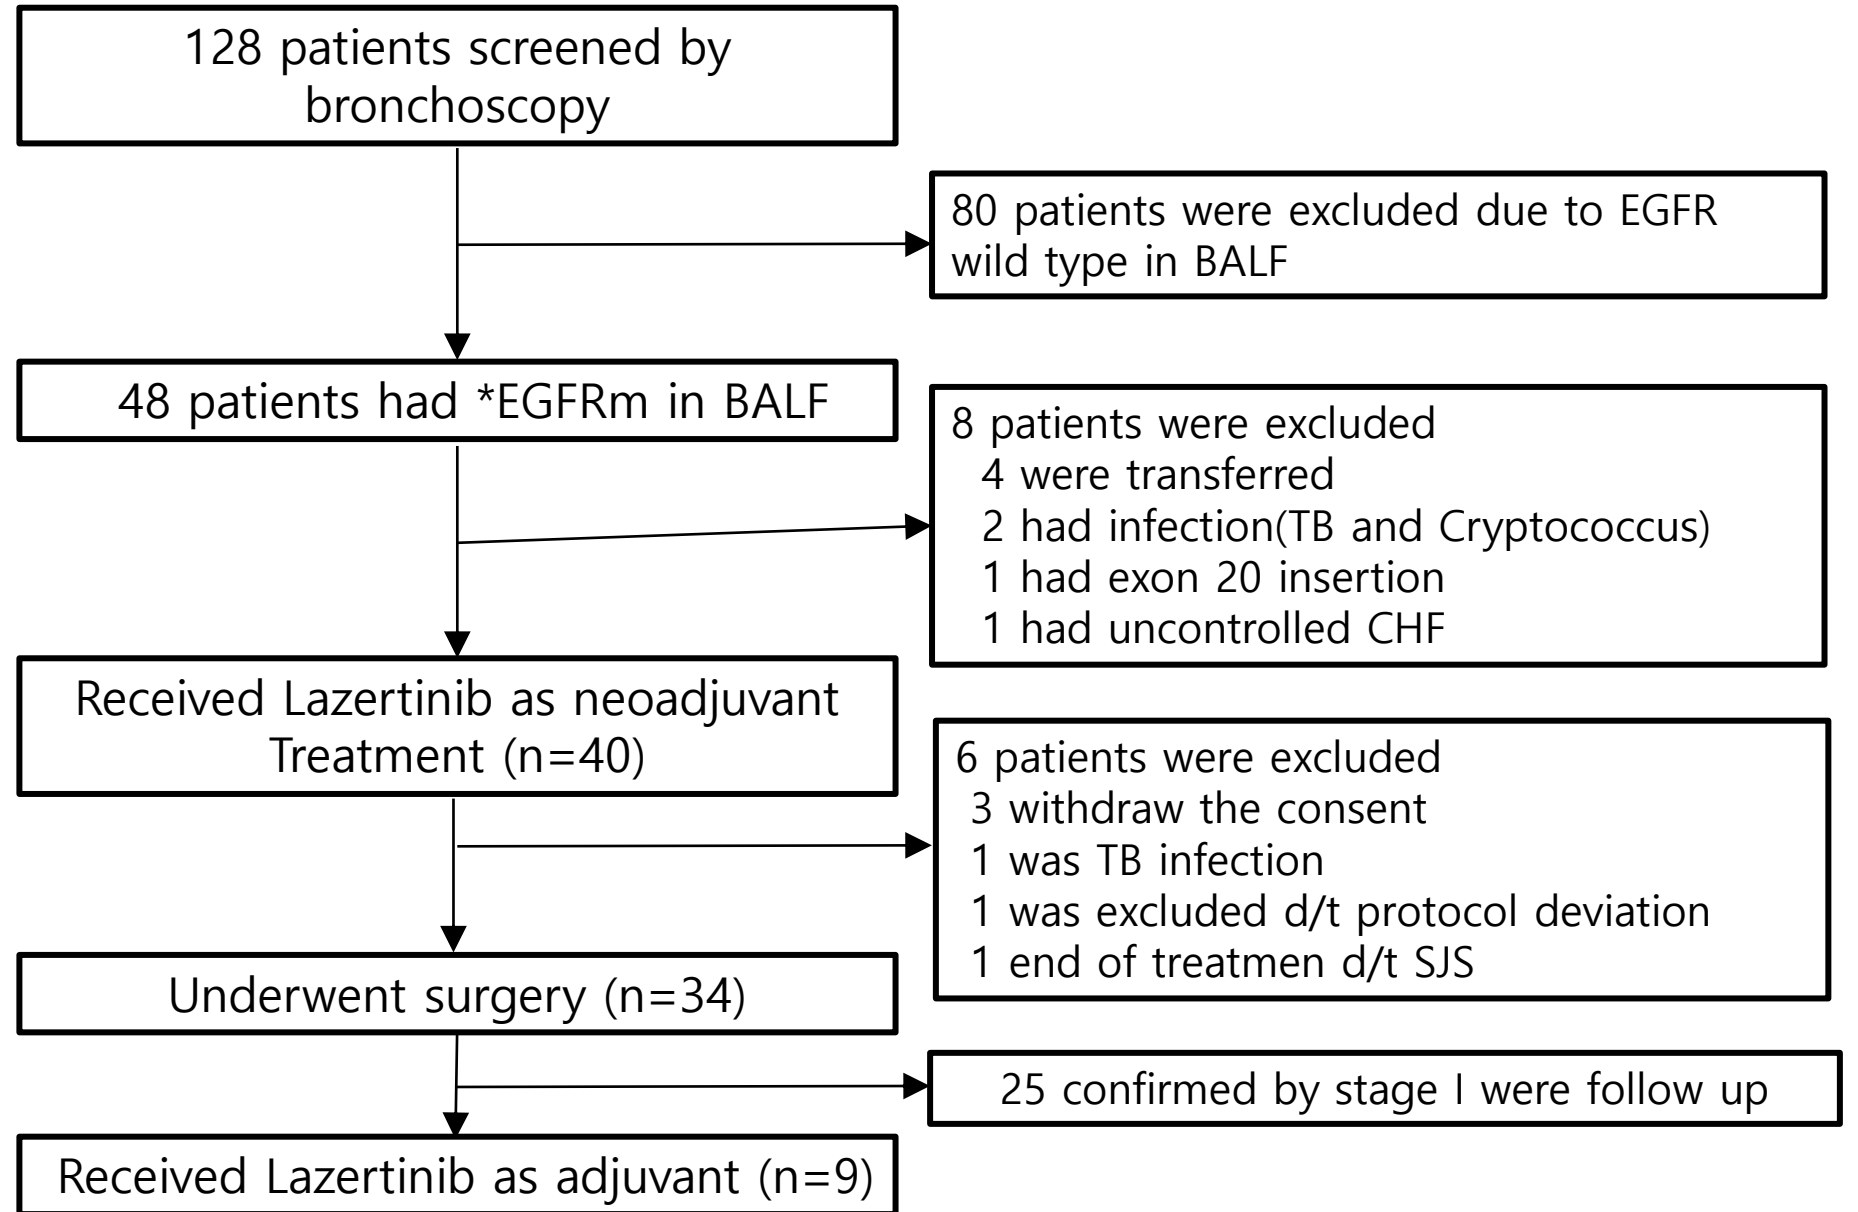 128 patients screened by
bronchoscopy
80 patients were excluded due to EGFR
wild type in BALF
48 patients had *EGFRm in BALF
8 patients were excluded
4 were transferred
2 had infection(TB and Cryptococcus)
1 had exon 20 insertion
1 had uncontrolled CHF
Received Lazertinib as neoadjuvant
Treatment (n=40)
6 patients were excluded
3 withdraw the consent
1 was TB infection
1 was excluded d/t protocol deviation
1 end of treatmen d/t SJS
Underwent surgery (n=34)
25 confirmed by stage I were follow up
Received Lazertinib as adjuvant (n=9)